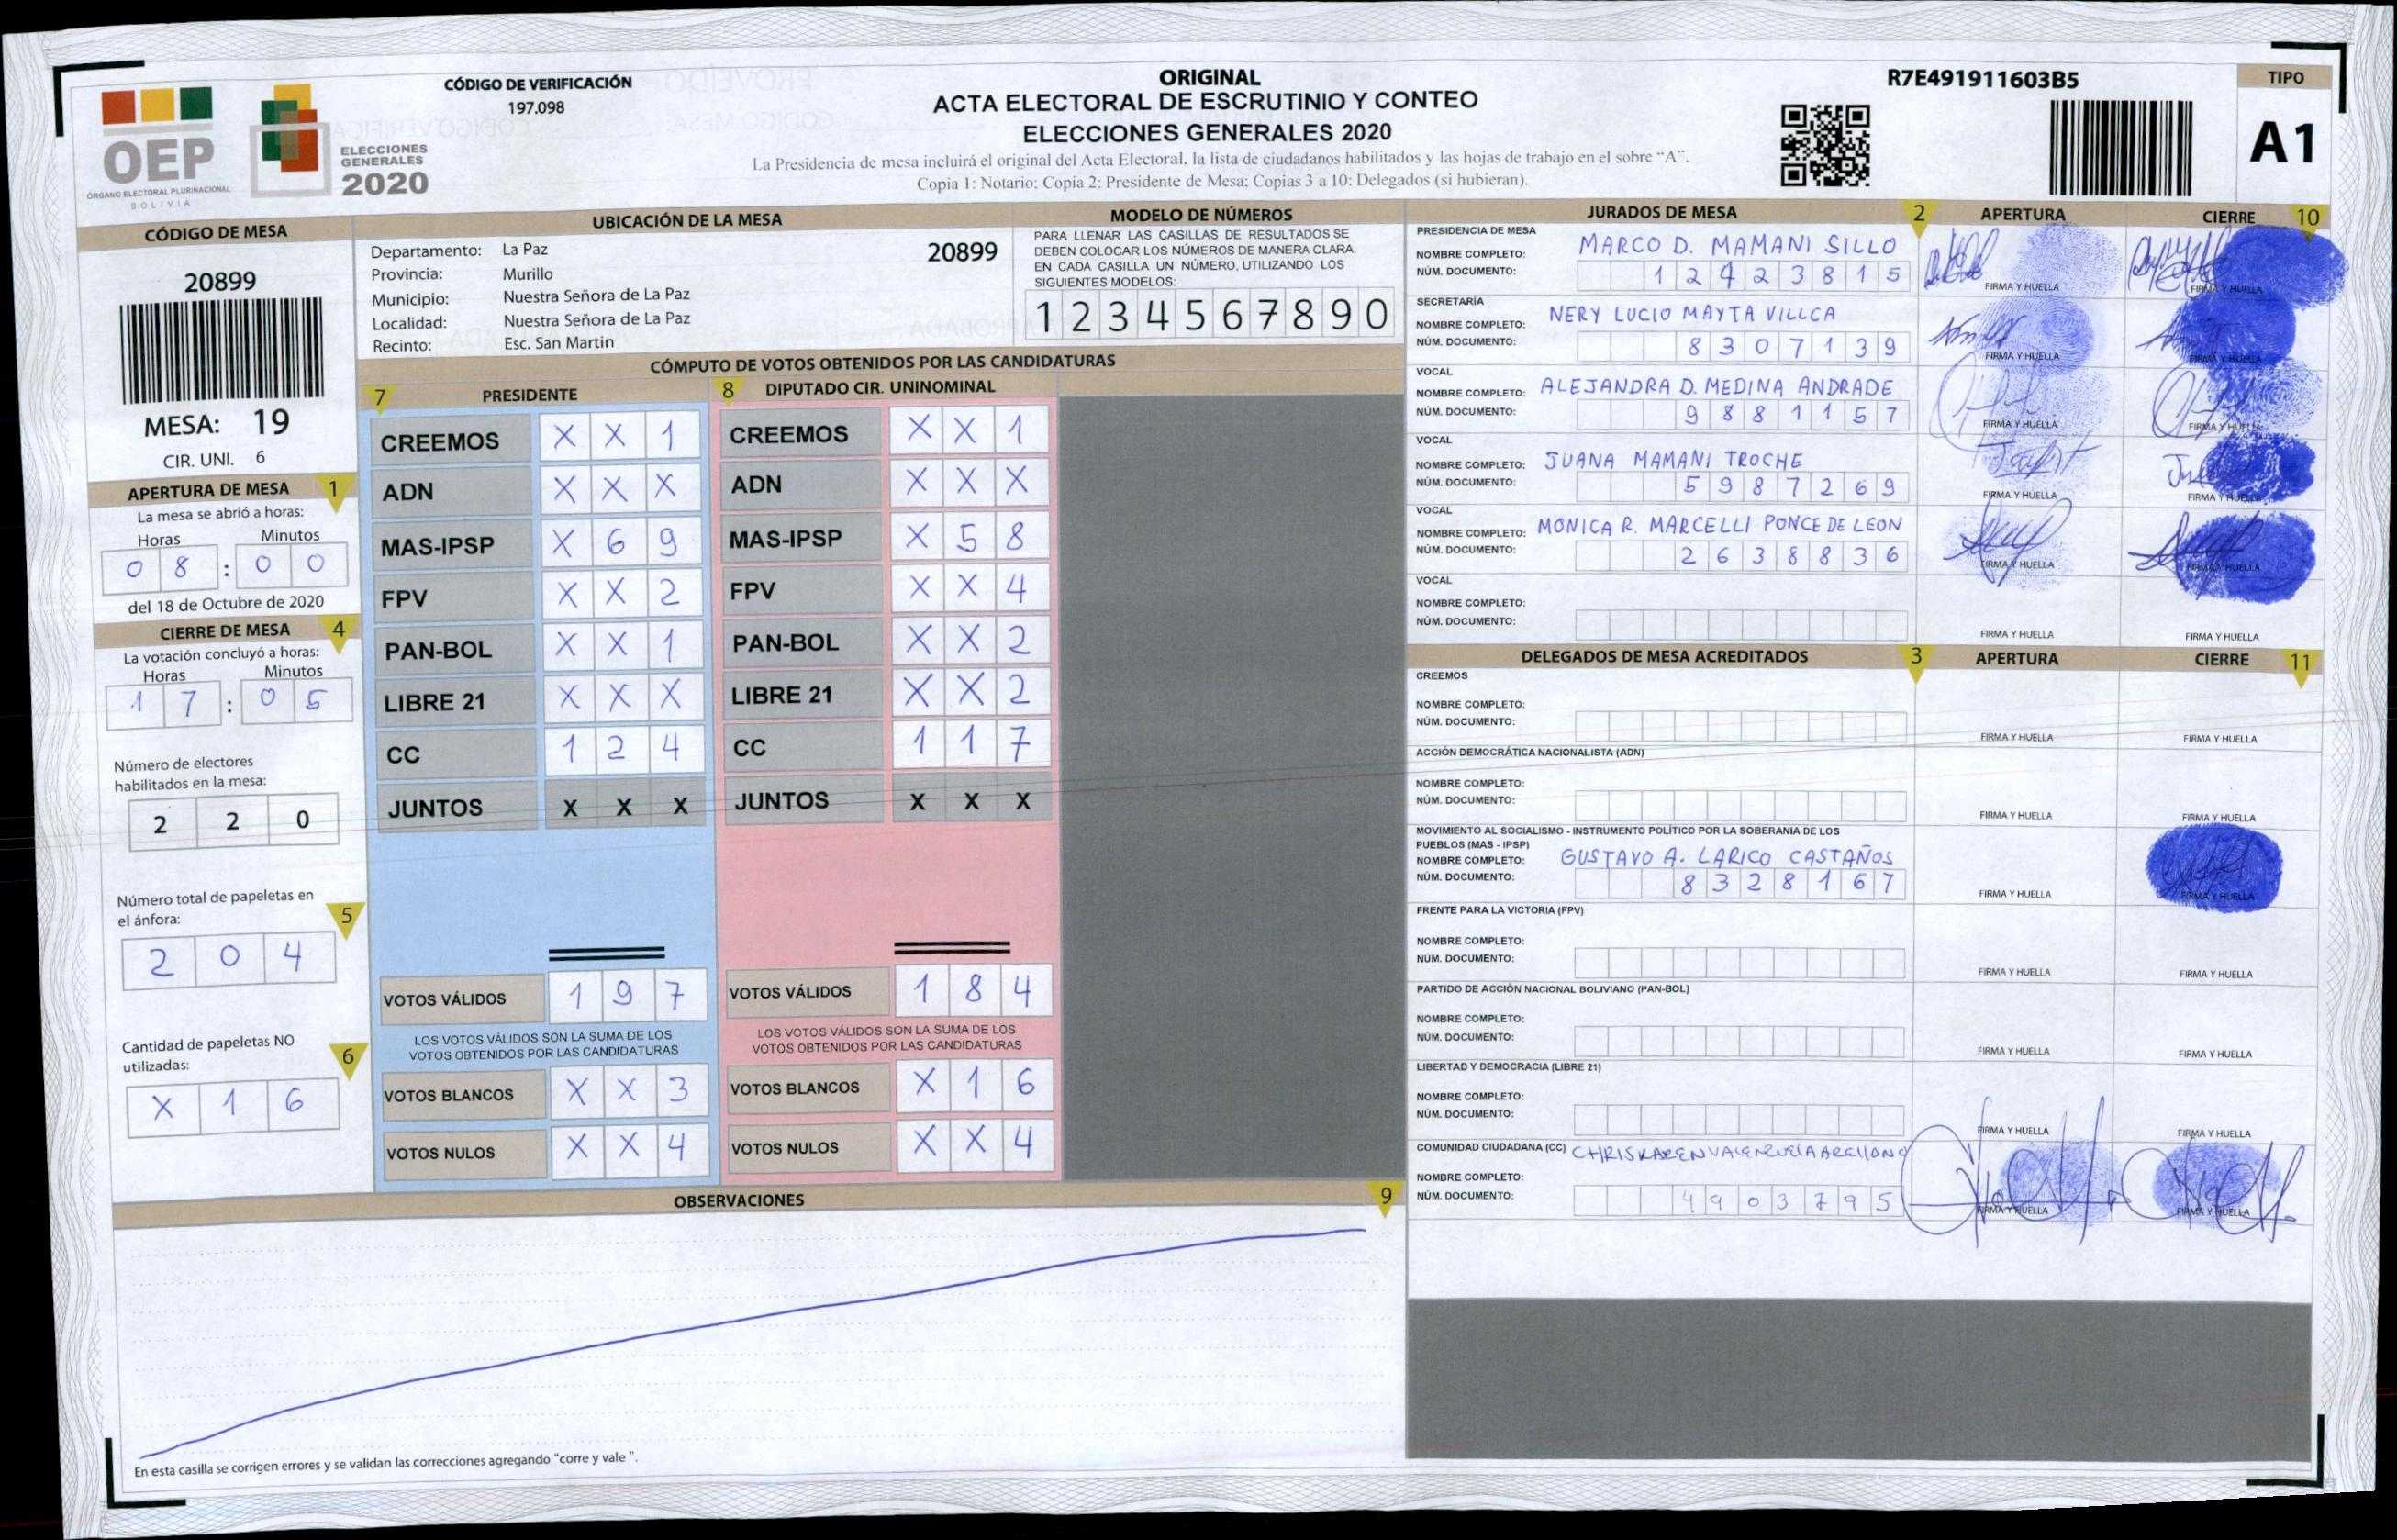 CÓDIGO DE VERIFICACIÓN
197.098
ORIGINAL
ACTA ELECTORAL DE ESCRUTINIO Y CONTEO
ELECCIONES GENERALES 2020
La Presidencia de mesa incluirá el original del Acta Electoral, la lista de ciudadanos habilitados y las hojas de trabajo en el sobre "A".
Copia 1: Notario; Copia 2: Presidente de Mesa; Copias 3 a 10: Delegados (si hubieran).
R7E491911603B5
TIPO
A1
OEP
ÓRGANO ELECTORAL PLURINACIONAL
BOLIVIA
ELECCIONES
GENERALES
2020
CÓDIGO DE MESA
20899
MESA: 19
CIR. UNI. 6
APERTURA DE MESA 1
La mesa se abrió a horas:
Horas Minutos
0 8 : 0 0
del 18 de Octubre de 2020
CIERRE DE MESA 4
La votación concluyó a horas:
Horas Minutos
1 7 : 0 5
Número de electores
habilitados en la mesa:
2 2 0
Número total de papeletas en
el ánfora: 5
2 0 4
Cantidad de papeletas NO
utilizadas: 6
X 1 6
UBICACIÓN DE LA MESA
Departamento: La Paz 20899
Provincia: Murillo
Municipio: Nuestra Señora de La Paz
Localidad: Nuestra Señora de La Paz
Recinto: Esc. San Martin
MODELO DE NÚMEROS
PARA LLENAR LAS CASILLAS DE RESULTADOS SE
DEBEN COLOCAR LOS NÚMEROS DE MANERA CLARA.
EN CADA CASILLA UN NÚMERO, UTILIZANDO LOS
SIGUIENTES MODELOS:
1 2 3 4 5 6 7 8 9 0
CÓMPUTO DE VOTOS OBTENIDOS POR LAS CANDIDATURAS
7 PRESIDENTE
CREEMOS X X 1
ADN X X X
MAS-IPSP X 6 9
FPV X X 2
PAN-BOL X X 1
LIBRE 21 X X X
CC 1 2 4
JUNTOS X X X
VOTOS VÁLIDOS 1 9 7
LOS VOTOS VÁLIDOS SON LA SUMA DE LOS
VOTOS OBTENIDOS POR LAS CANDIDATURAS
VOTOS BLANCOS X X 3
VOTOS NULOS X X 4
8 DIPUTADO CIR. UNINOMINAL
CREEMOS X X 1
ADN X X X
MAS-IPSP X 5 8
FPV X X 4
PAN-BOL X X 2
LIBRE 21 X X 2
CC 1 1 7
JUNTOS X X X
VOTOS VÁLIDOS 1 8 4
LOS VOTOS VÁLIDOS SON LA SUMA DE LOS
VOTOS OBTENIDOS POR LAS CANDIDATURAS
VOTOS BLANCOS X 1 6
VOTOS NULOS X X 4
OBSERVACIONES 9
En esta casilla se corrigen errores y se validan las correcciones agregando "corre y vale ".
JURADOS DE MESA 2 APERTURA CIERRE 10
PRESIDENCIA DE MESA
NOMBRE COMPLETO: MARCO D. MAMANI SILLO
NÚM. DOCUMENTO: 1 2 4 2 3 8 1 5
FIRMA Y HUELLA FIRMA Y HUELLA
SECRETARÍA
NOMBRE COMPLETO: NERY LUCIO MAYTA VILLCA
NÚM. DOCUMENTO: 8 3 0 7 1 3 9
FIRMA Y HUELLA FIRMA Y HUELLA
VOCAL
NOMBRE COMPLETO: ALEJANDRA D. MEDINA ANDRADE
NÚM. DOCUMENTO: 9 8 8 1 1 5 7
FIRMA Y HUELLA FIRMA Y HUELLA
VOCAL
NOMBRE COMPLETO: JUANA MAMANI TROCHE
NÚM. DOCUMENTO: 5 9 8 7 2 6 9
FIRMA Y HUELLA FIRMA Y HUELLA
VOCAL
NOMBRE COMPLETO: MONICA R. MARCELLI PONCE DE LEON
NÚM. DOCUMENTO: 2 6 3 8 8 3 6
FIRMA Y HUELLA FIRMA Y HUELLA
VOCAL
NOMBRE COMPLETO:
NÚM. DOCUMENTO:
FIRMA Y HUELLA FIRMA Y HUELLA
DELEGADOS DE MESA ACREDITADOS 3 APERTURA CIERRE 11
CREEMOS
NOMBRE COMPLETO:
NÚM. DOCUMENTO:
FIRMA Y HUELLA FIRMA Y HUELLA
ACCIÓN DEMOCRÁTICA NACIONALISTA (ADN)
NOMBRE COMPLETO:
NÚM. DOCUMENTO:
FIRMA Y HUELLA FIRMA Y HUELLA
MOVIMIENTO AL SOCIALISMO - INSTRUMENTO POLÍTICO POR LA SOBERANÍA DE LOS
PUEBLOS (MAS - IPSP)
NOMBRE COMPLETO: GUSTAVO A. LARICO CASTAÑOS
NÚM. DOCUMENTO: 8 3 2 8 1 6 7
FIRMA Y HUELLA FIRMA Y HUELLA
FRENTE PARA LA VICTORIA (FPV)
NOMBRE COMPLETO:
NÚM. DOCUMENTO:
FIRMA Y HUELLA FIRMA Y HUELLA
PARTIDO DE ACCIÓN NACIONAL BOLIVIANO (PAN-BOL)
NOMBRE COMPLETO:
NÚM. DOCUMENTO:
FIRMA Y HUELLA FIRMA Y HUELLA
LIBERTAD Y DEMOCRACIA (LIBRE 21)
NOMBRE COMPLETO:
NÚM. DOCUMENTO:
FIRMA Y HUELLA FIRMA Y HUELLA
COMUNIDAD CIUDADANA (CC) CHRISKAREN VALENZUELA ARELLANO
NOMBRE COMPLETO:
NÚM. DOCUMENTO: 4 9 0 3 7 9 5
FIRMA Y HUELLA FIRMA Y HUELLA